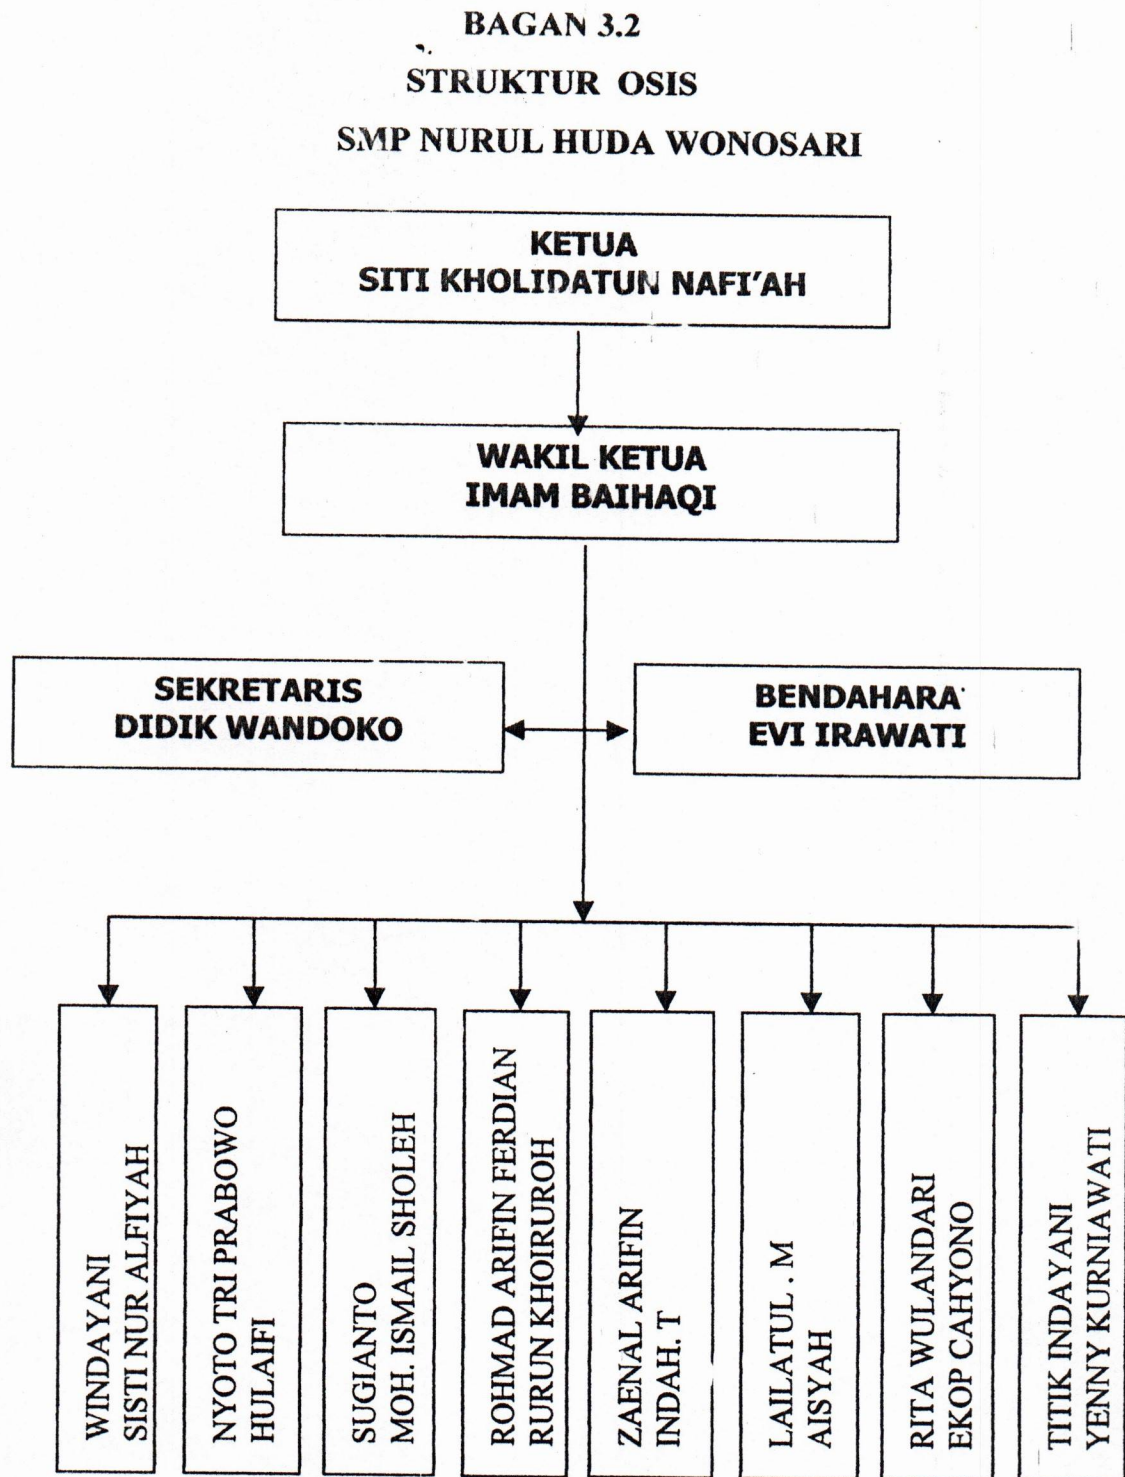 BAGAN 3.2
STRUKTUR OSIS
SMP NURUL HUDA WONOSARI
KETUA
SITI KHOLIDATUN NAFI'AH
WAKIL KETUA
IMAM BAIHAQI
SEKRETARIS
DIDIK WANDOKO
BENDAHARA
EVI IRAWATI
WINDAYANI
SISTI NUR ALFIYAH
NYOTO TRI PRABOWO
HULAIFI
SUGIANTO
MOH. ISMAIL SHOLEH
ROHMAD ARIFIN FERDIAN
RURUN KHOIRUROH
ZAENAL ARIFIN
INDAH. T
LAILATUL . M
AISYAH
RITA WULANDARI
EKOP CAHYONO
TITIK INDAYANI
YENNY KURNIAWATI